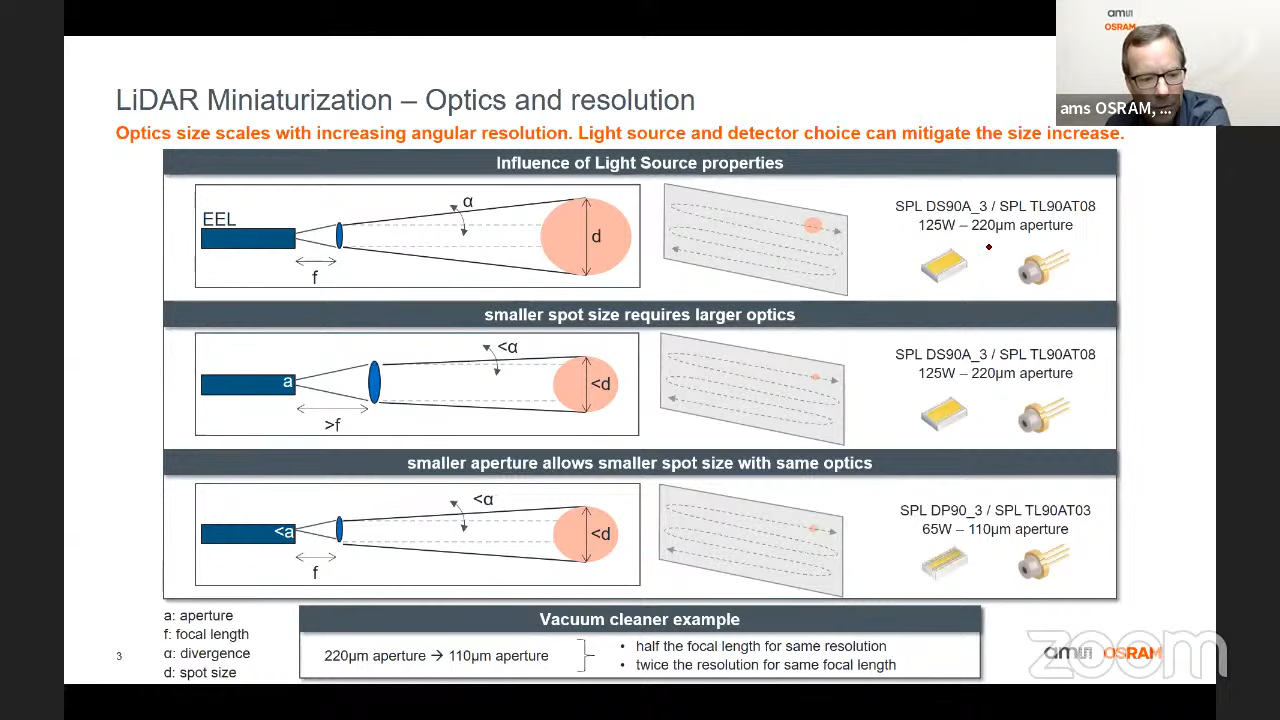 LiDAR Miniaturization – Optics and resolution
Optics size scales with increasing angular resolution. Light source and detector choice can mitigate the size increase.
amu
OSRAM
ams OSRAM, ...
Influence of Light Source properties
EEL
f
α
d
SPL DS90A_3 / SPL TL90AT08
125W – 220µm aperture
smaller spot size requires larger optics
a
>f
<α
<d
SPL DS90A_3 / SPL TL90AT08
125W – 220µm aperture
smaller aperture allows smaller spot size with same optics
<a
f
<α
<d
SPL DP90_3 / SPL TL90AT03
65W – 110µm aperture
a: aperture
f: focal length
α: divergence
d: spot size
Vacuum cleaner example
220µm aperture → 110µm aperture
• half the focal length for same resolution
• twice the resolution for same focal length
3
amu OSRAM
zoom